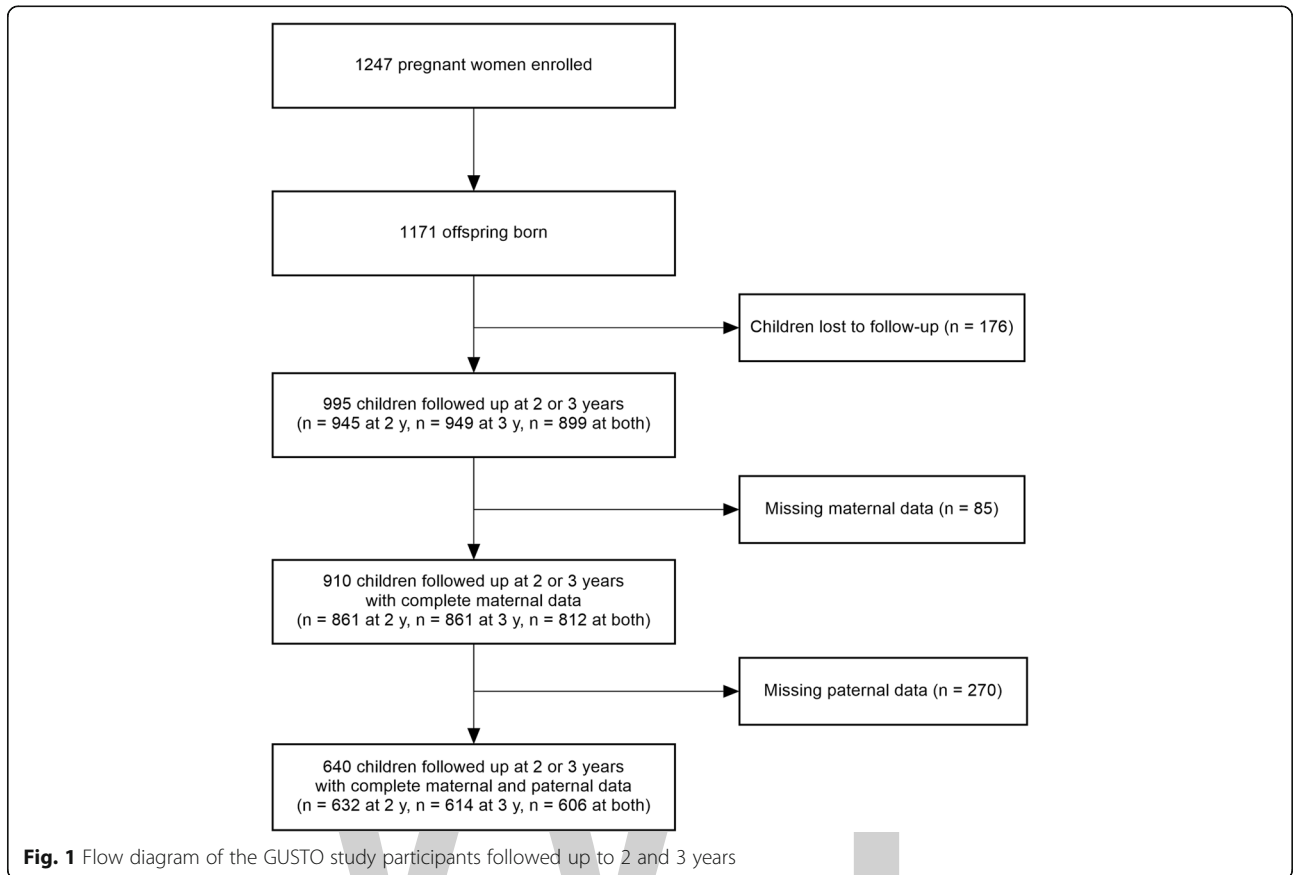 1247 pregnant women enrolled
1171 offspring born
Children lost to follow-up (n = 176)
995 children followed up at 2 or 3 years
(n = 945 at 2 y, n = 949 at 3 y, n = 899 at both)
Missing maternal data (n = 85)
910 children followed up at 2 or 3 years
with complete maternal data
(n = 861 at 2 y, n = 861 at 3 y, n = 812 at both)
Missing paternal data (n = 270)
640 children followed up at 2 or 3 years
with complete maternal and paternal data
(n = 632 at 2 y, n = 614 at 3 y, n = 606 at both)
Fig. 1 Flow diagram of the GUSTO study participants followed up to 2 and 3 years